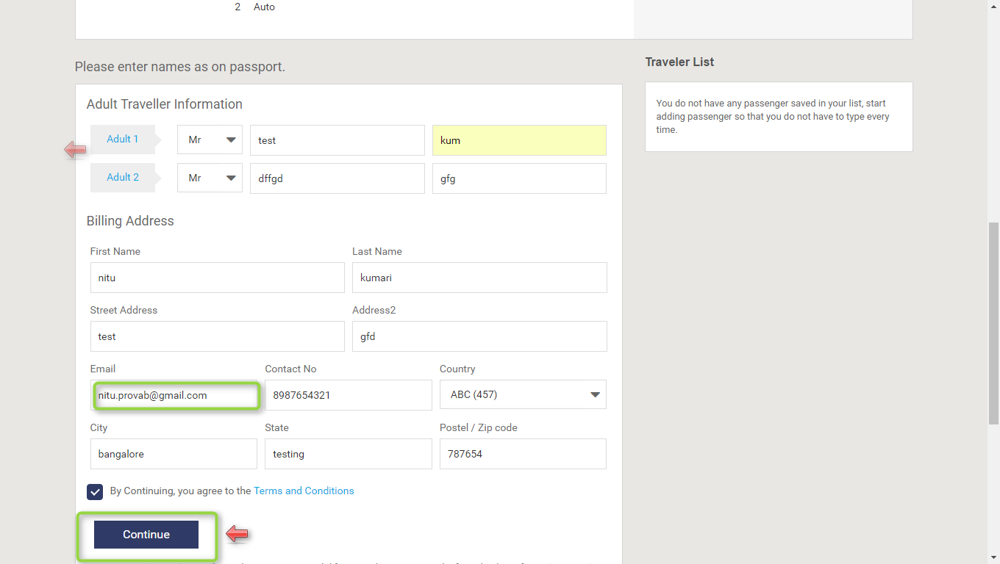 2 Auto
Please enter names as on passport.
Traveler List
You do not have any passenger saved in your list, start
adding passenger so that you do not have to type every
time.
Adult Traveller Information
Adult 1 Mr test kum
Adult 2 Mr dffgd gfg
Billing Address
First Name Last Name
nitu kumari
Street Address Address2
test gfd
Email Contact No Country
nitu.provab@gmail.com 8987654321 ABC (457)
City State Postel / Zip code
bangalore testing 787654
By Continuing, you agree to the Terms and Conditions
Continue